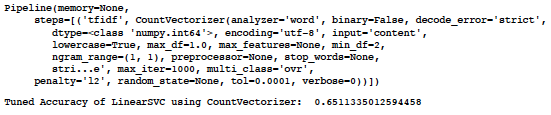 Pipeline(memory=None,
steps=[('tfidf', CountVectorizer(analyzer='word', binary=False, decode_error='strict',
dtype=<class 'numpy.int64'>, encoding='utf-8', input='content',
lowercase=True, max_df=1.0, max_features=None, min_df=2,
ngram_range=(1, 1), preprocessor=None, stop_words=None,
stri...e', max_iter=1000, multi_class='ovr',
penalty='l2', random_state=None, tol=0.0001, verbose=0))])
Tuned Accuracy of LinearSVC using CountVectorizer: 0.6511335012594458